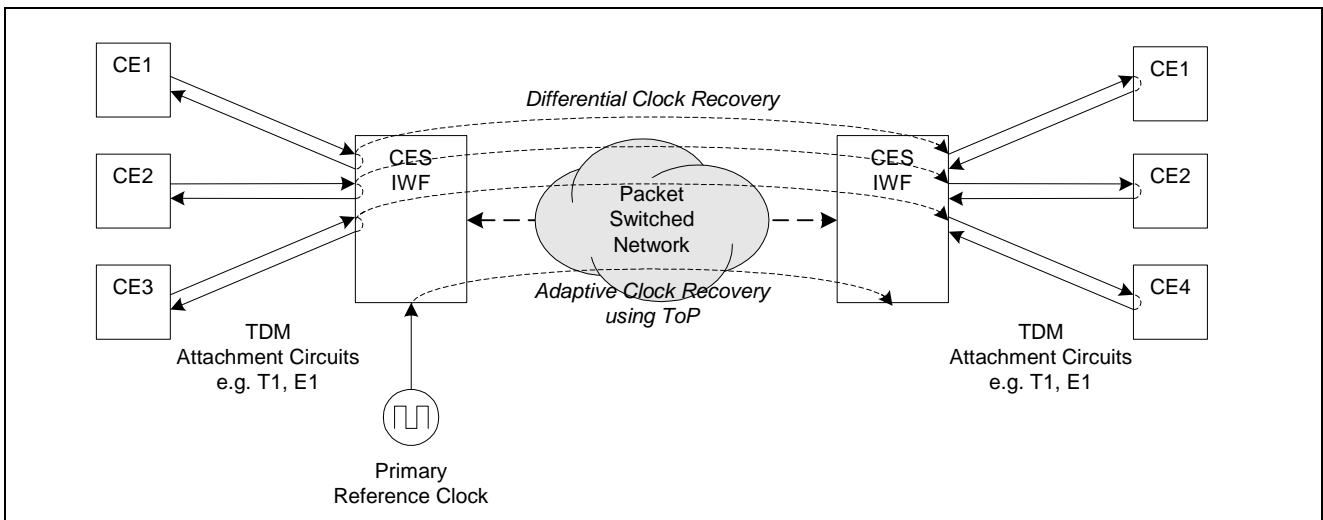 CE1
CE2
CE3
TDM
Attachment Circuits
e.g. T1, E1
Differential Clock Recovery
CES
IWF
Packet
Switched
Network
Adaptive Clock Recovery
using ToP
Primary
Reference Clock
CES
IWF
CE1
CE2
CE4
TDM
Attachment Circuits
e.g. T1, E1